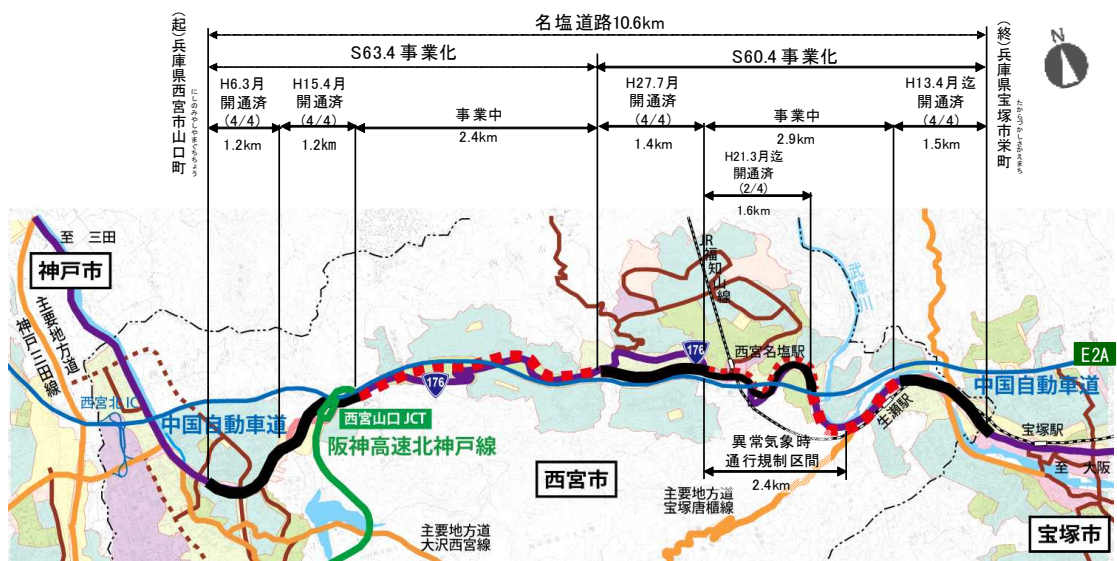 名塩道路10.6km
S63.4 事業化
S60.4 事業化
(起)兵庫県西宮市山口町
にしのみやしやまぐちちょう
H6.3月
開通済
(4/4)
1.2km
H15.4月
開通済
(4/4)
1.2km
事業中
2.4km
H27.7月
開通済
(4/4)
1.4km
事業中
2.9km
H13.4月迄
開通済
(4/4)
1.5km
(終)兵庫県宝塚市栄町
たからづかしさかえまち
N
H21.3月迄
開通済
(2/4)
1.6km
至 三田
神戸市
主要地方道
神戸三田線
西宮北IC
中国自動車道
176
西宮山口 JCT
阪神高速北神戸線
主要地方道
大沢西宮線
JR福知山線
176
西宮名塩駅
武庫川
生瀬駅
E2A
中国自動車道
宝塚駅
至 大阪
異常気象時
通行規制区間
2.4km
西宮市
主要地方道
宝塚唐櫃線
宝塚市